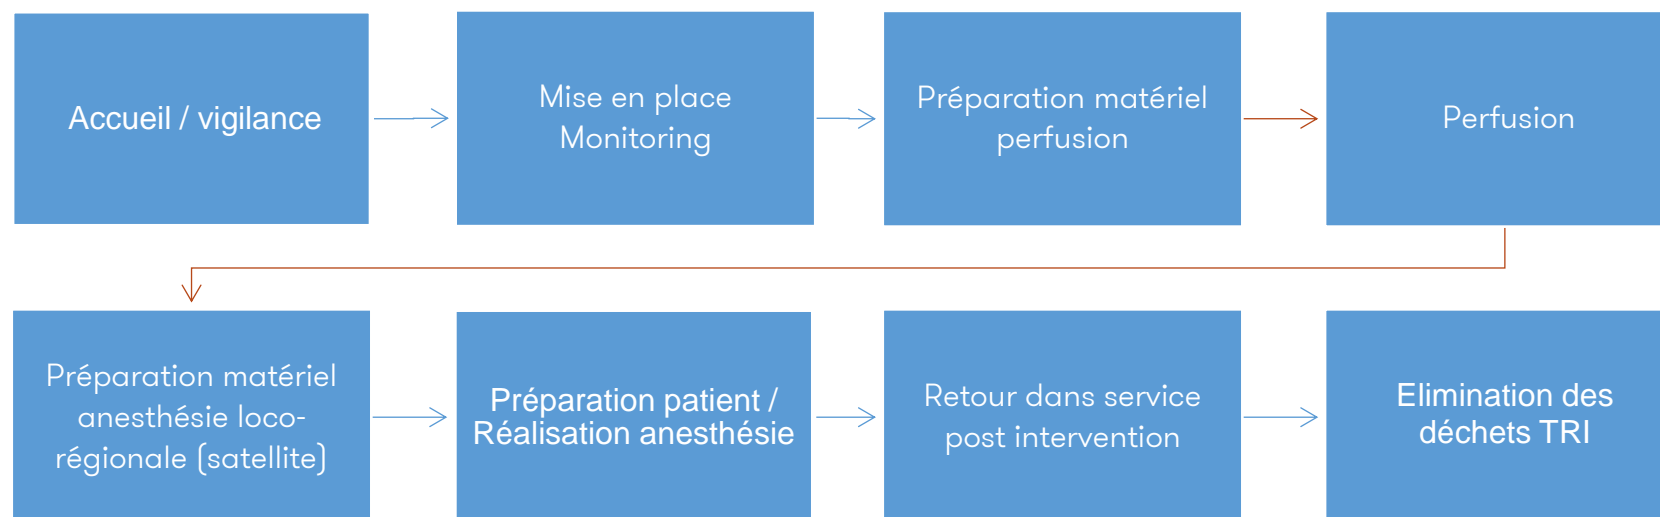 Accueil / vigilance
Mise en place
Monitoring
Préparation matériel
perfusion
Perfusion
Préparation matériel
anesthésie loco-
régionale (satellite)
Préparation patient /
Réalisation anesthésie
Retour dans service
post intervention
Elimination des
déchets TRI